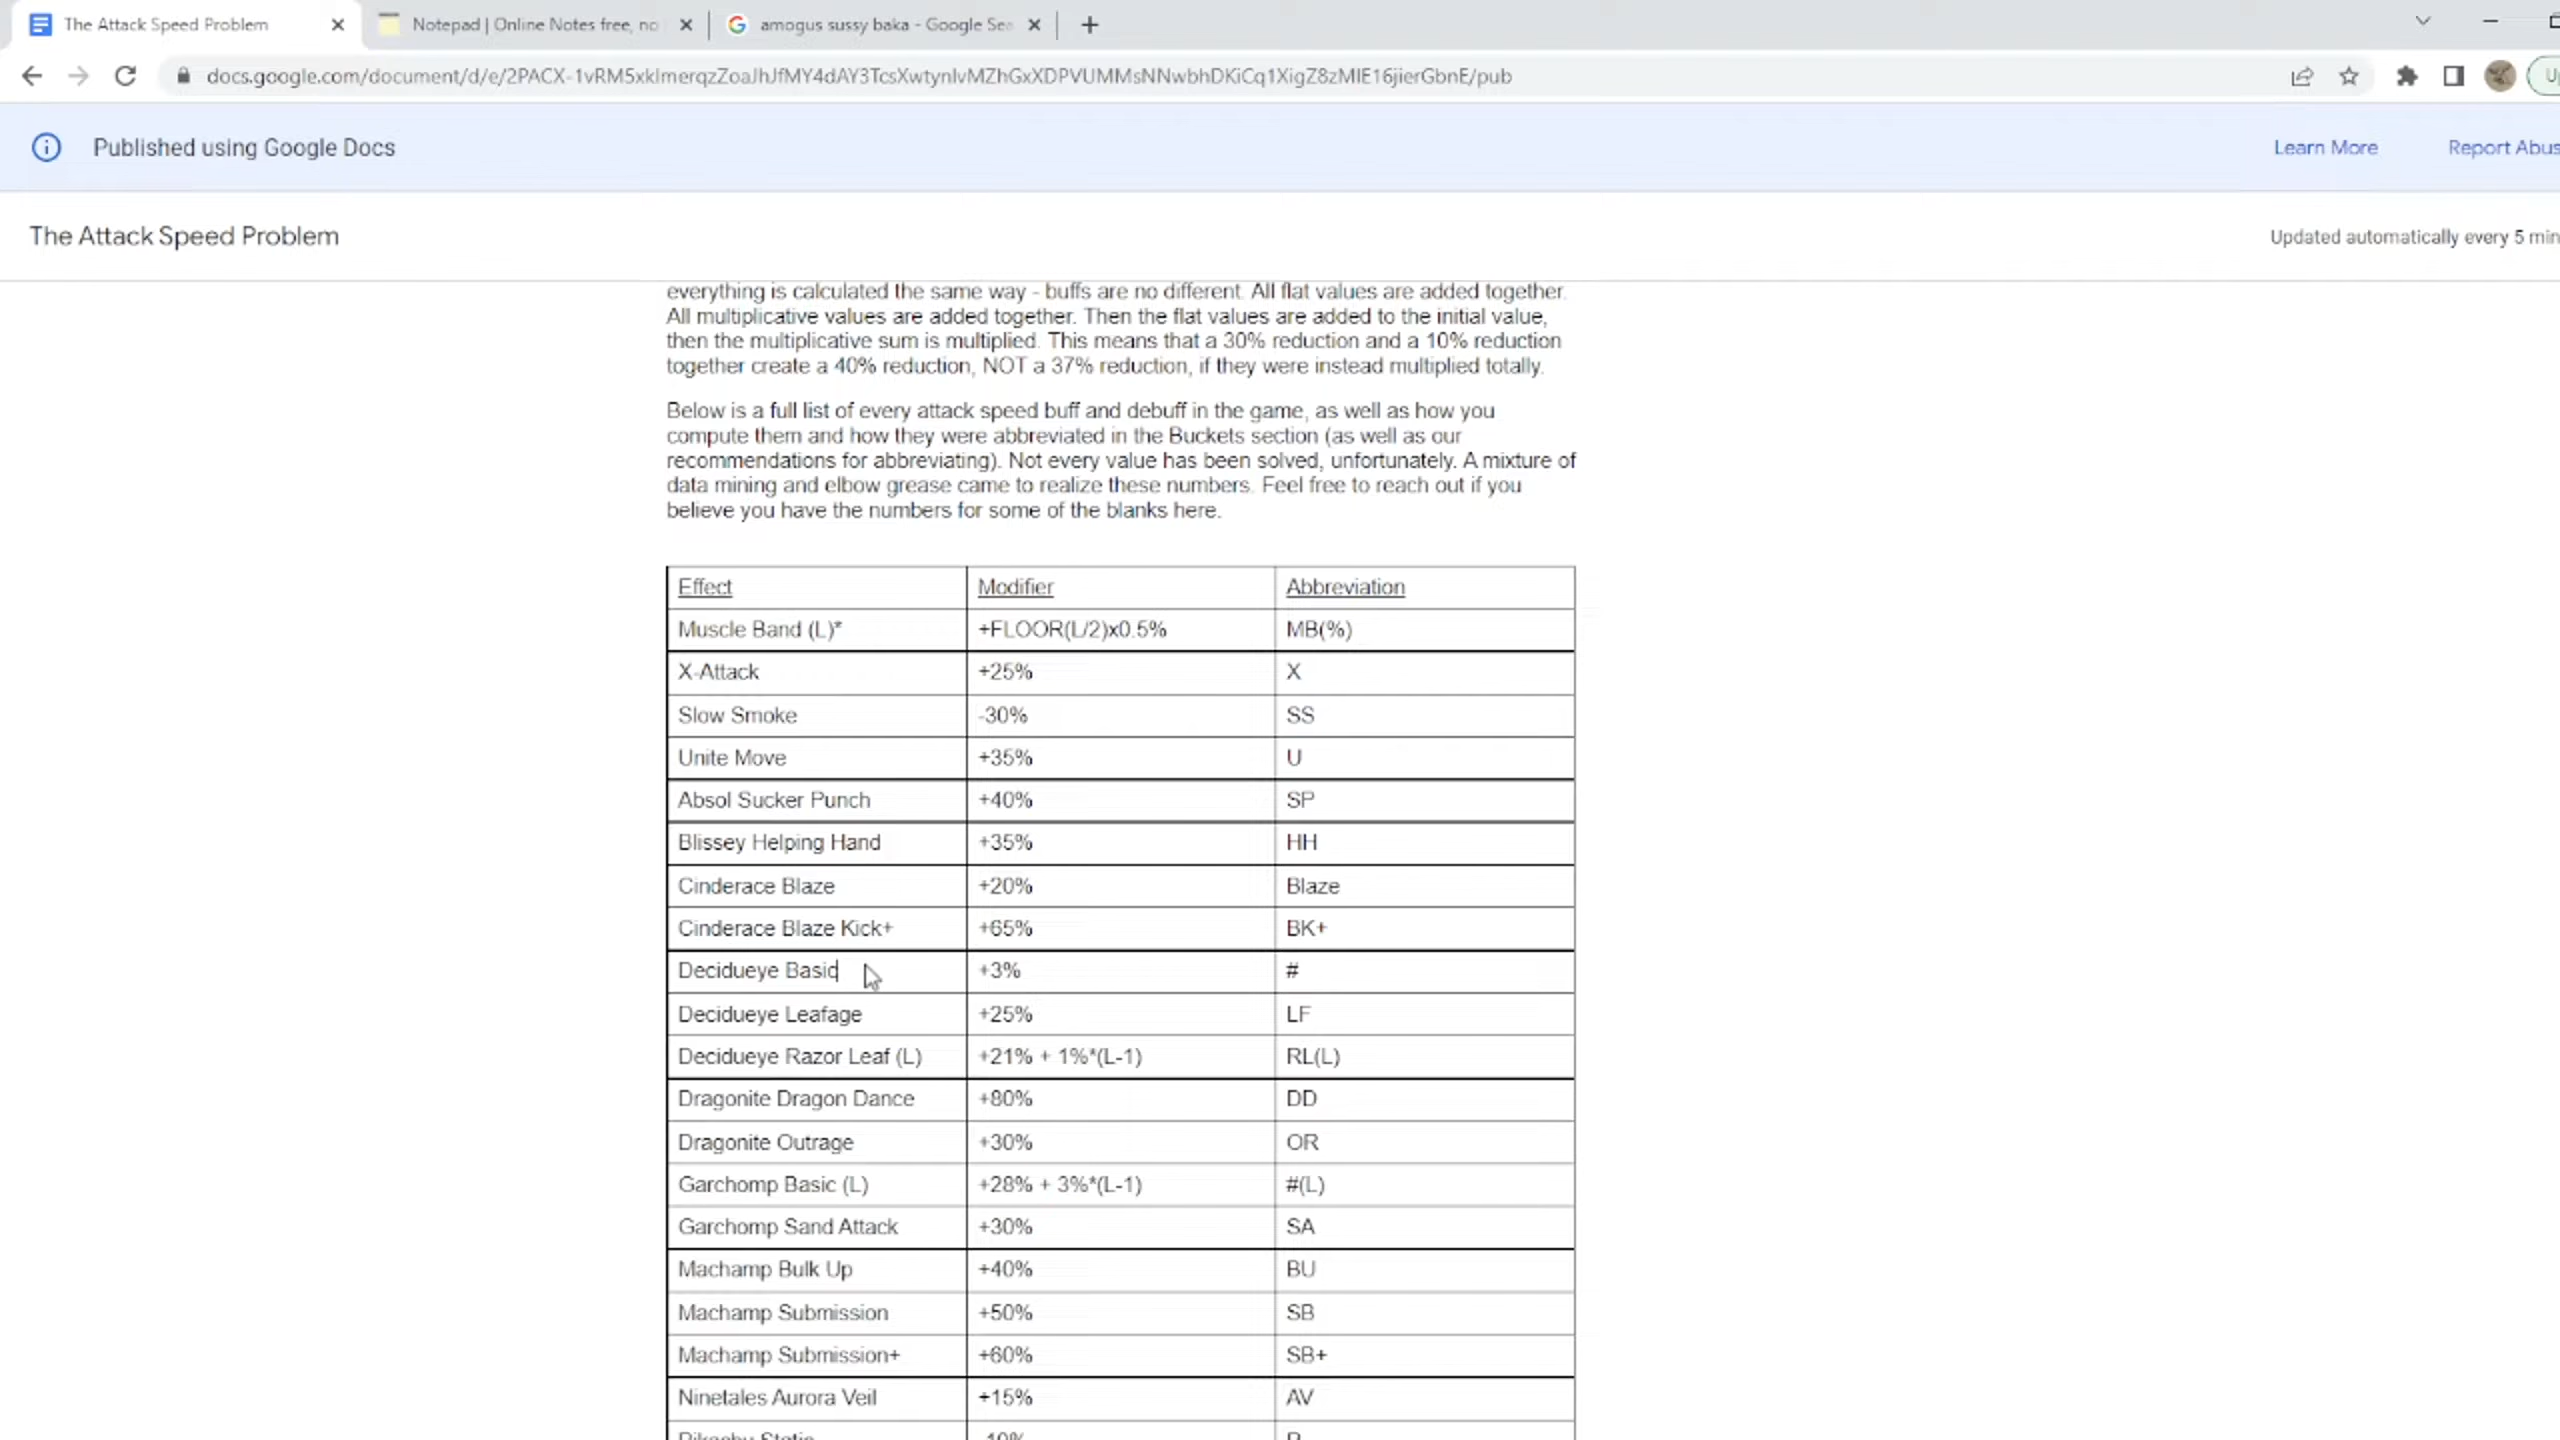 The Attack Speed Problem
Notepad | Online Notes free, no
amogus sussy baka - Google Sea
docs.google.com/document/d/e/2PACX-1vRM5xklmerqzZoaJhJfMY4dAY3TcsXwtynlvMZhGxXDPVUMMsNNwbhDKiCq1XigZ8zMlE16jierGbnE/pub
Published using Google Docs
Learn More
Report Abus
The Attack Speed Problem
Updated automatically every 5 min
everything is calculated the same way - buffs are no different. All flat values are added together.
All multiplicative values are added together. Then the flat values are added to the initial value,
then the multiplicative sum is multiplied. This means that a 30% reduction and a 10% reduction
together create a 40% reduction, NOT a 37% reduction, if they were instead multiplied totally.
Below is a full list of every attack speed buff and debuff in the game, as well as how you
compute them and how they were abbreviated in the Buckets section (as well as our
recommendations for abbreviating). Not every value has been solved, unfortunately. A mixture of
data mining and elbow grease came to realize these numbers. Feel free to reach out if you
believe you have the numbers for some of the blanks here.
Effect Modifier Abbreviation
Muscle Band (L)* +FLOOR(L/2)x0.5% MB(%)
X-Attack +25% X
Slow Smoke -30% SS
Unite Move +35% U
Absol Sucker Punch +40% SP
Blissey Helping Hand +35% HH
Cinderace Blaze +20% Blaze
Cinderace Blaze Kick+ +65% BK+
Decidueye Basic +3% #
Decidueye Leafage +25% LF
Decidueye Razor Leaf (L) +21% + 1%*(L-1) RL(L)
Dragonite Dragon Dance +80% DD
Dragonite Outrage +30% OR
Garchomp Basic (L) +28% + 3%*(L-1) #(L)
Garchomp Sand Attack +30% SA
Machamp Bulk Up +40% BU
Machamp Submission +50% SB
Machamp Submission+ +60% SB+
Ninetales Aurora Veil +15% AV